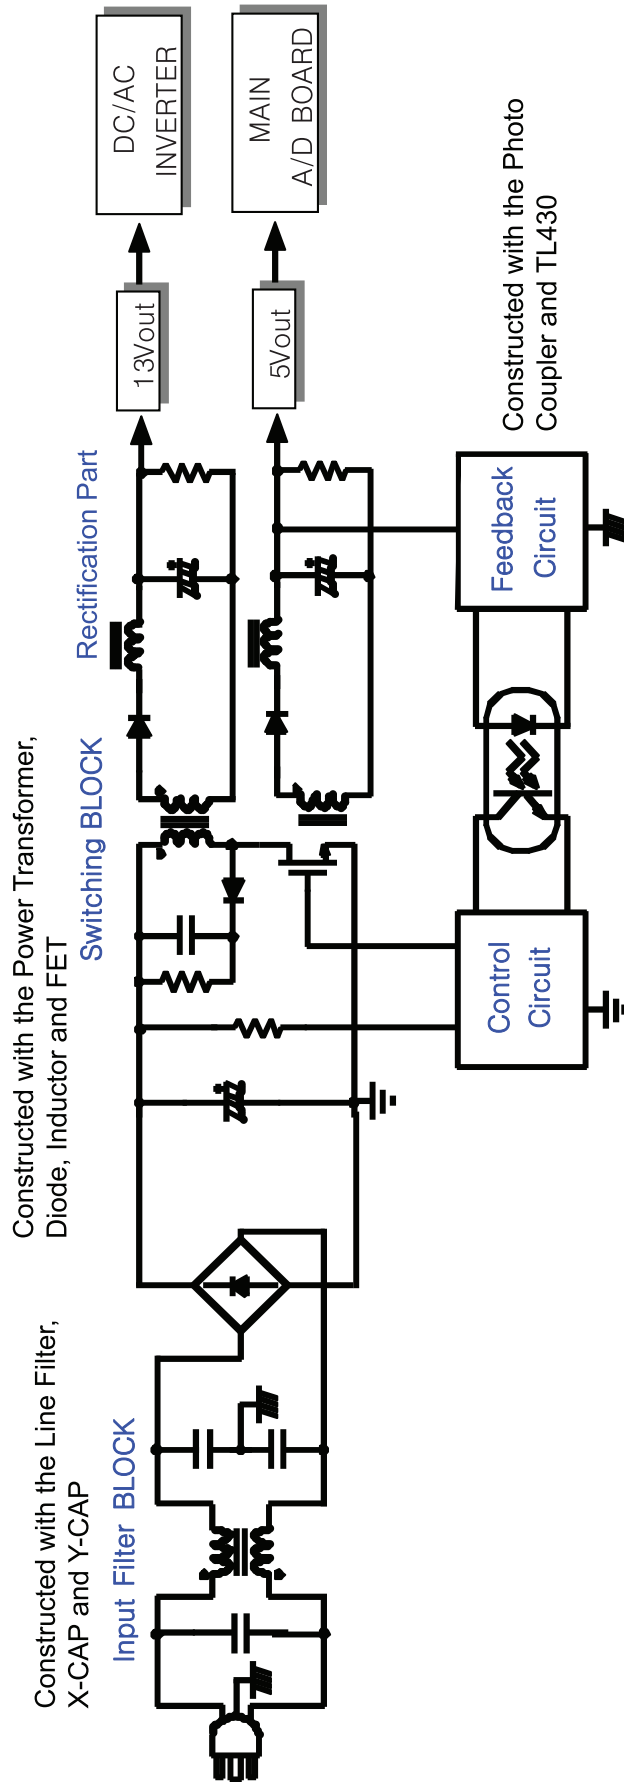 Constructed with the Line Filter,
X-CAP and Y-CAP
Input Filter BLOCK
Constructed with the Power Transformer,
Diode, Inductor and FET
Switching BLOCK
Rectification Part
13Vout
DC/AC
INVERTER
5Vout
MAIN
A/D BOARD
Control
Circuit
Feedback
Circuit
Constructed with the Photo
Coupler and TL430